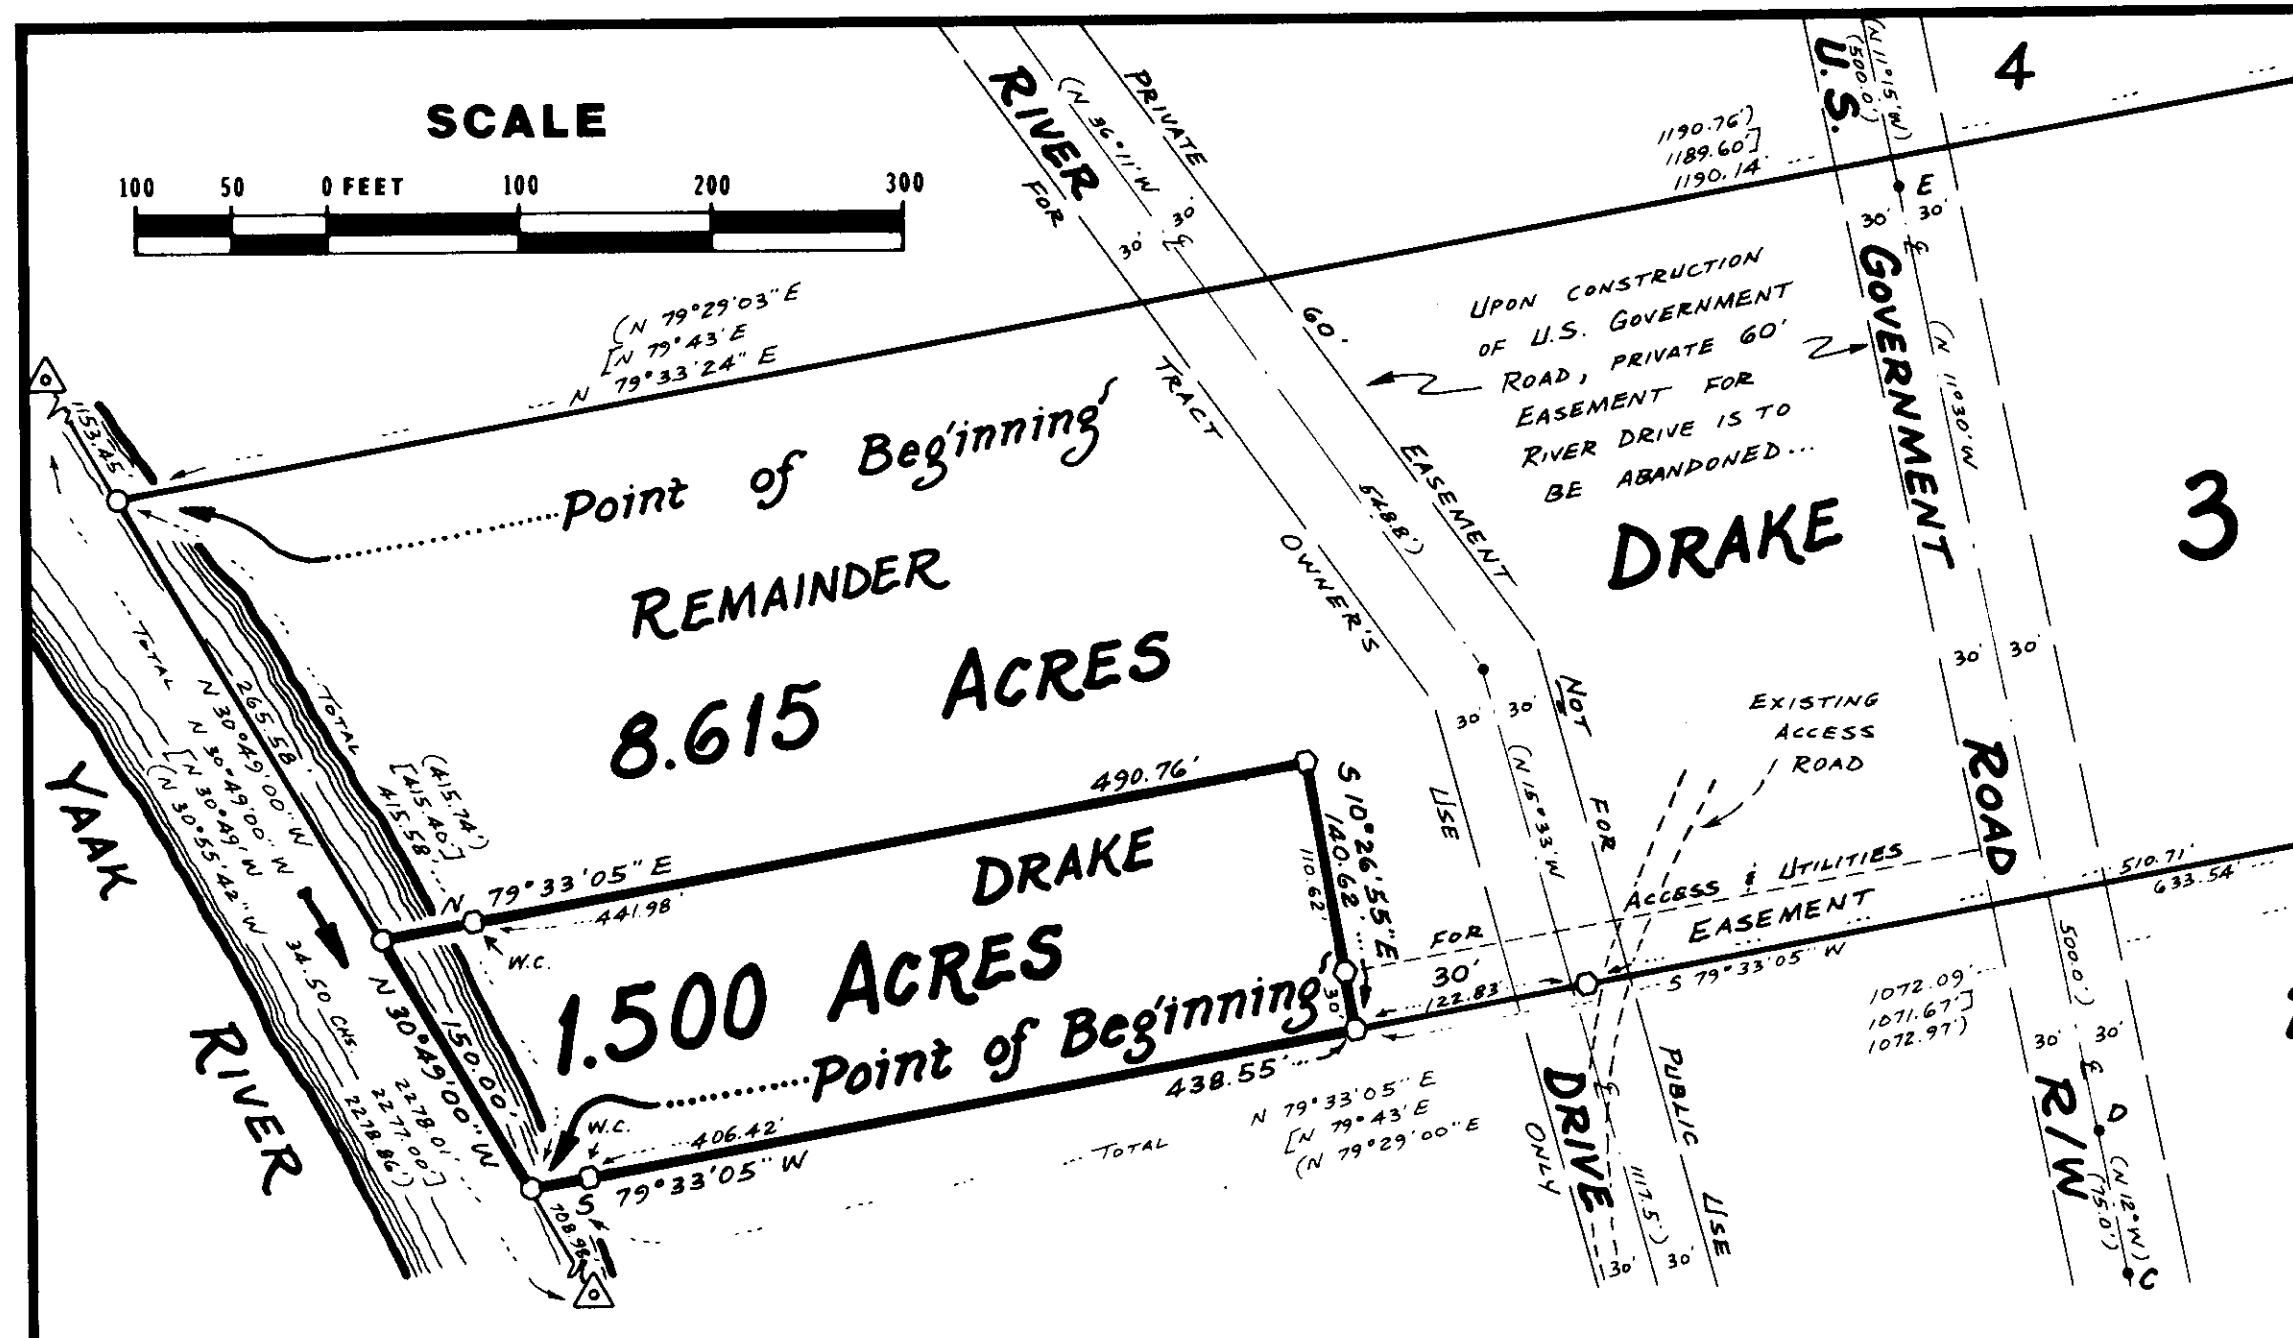 SCALE
100 50 0 FEET 100 200 300
RIVER
FOR
(N 36°11'W
548.8')
PRIVATE
60'
EASEMENT
30' 30'
TRACT
OWNER'S
USE
ONLY
NOT
FOR
PUBLIC
USE
U.S.
GOVERNMENT
ROAD
R/W
(N 11°15'W)
(500.0')
4
1190.76')
1189.60']
1190.14'
E
30' 30'
(N 11°30'W
500.0')
UPON CONSTRUCTION
OF U.S. GOVERNMENT
ROAD, PRIVATE 60'
EASEMENT FOR
RIVER DRIVE IS TO
BE ABANDONED...
(N 79°29'03" E
[N 79°43'E
N 79°33'24" E
1153.45'
Point of Beginning
REMAINDER
8.615 ACRES
DRAKE
3
TOTAL
265.58'
TOTAL
(415.74')
[415.40']
415.58'
N 30°49'00" W
N 30°49'00" W
[N 30°49' W
(N 30°55'42" W
34.50 CHS.
2278.01'
2277.00']
2278.86')
YAAK
RIVER
490.76'
N 79°33'05" E
441.98'
W.C.
DRAKE
1.500 ACRES
Point of Beginning
S 10°26'55" E
140.62'
110.62'
30'
N 30°49'00" W
150.00'
W.C.
406.42'
438.55'
S 79°33'05" W
708.98'
TOTAL
N 79°33'05" E
[N 79°43'E
(N 79°29'00" E
30' 30'
(N 15°33'W
1117.5')
EXISTING
ACCESS
ROAD
30' 30'
FOR
ACCESS & UTILITIES
30'
EASEMENT
122.83'
S 79°33'05" W
510.71'
633.54'
1072.09'
1071.67']
1072.97')
DRIVE
30' 30'
30' 30'
D
(N 12°W)
(75.0')
C